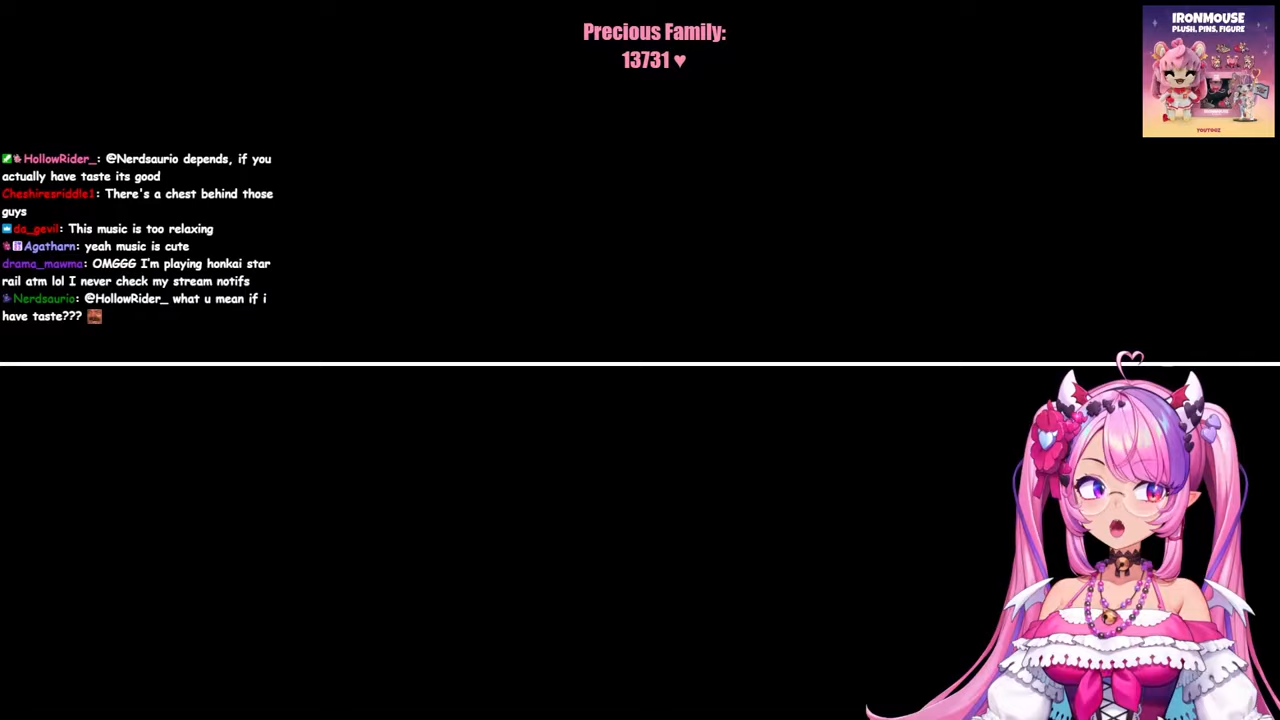 Precious Family:
13731 ♥
IRONMOUSE
PLUSH, PINS, FIGURE
YOUTOOZ
HollowRider_: @Nerdsaurio depends, if you
actually have taste its good
Cheshiresriddle1: There's a chest behind those
guys
da_gevil: This music is too relaxing
Agatharn: yeah music is cute
drama_mawma: OMGGG I'm playing honkai star
rail atm lol I never check my stream notifs
Nerdsaurio: @HollowRider_ what u mean if i
have taste???